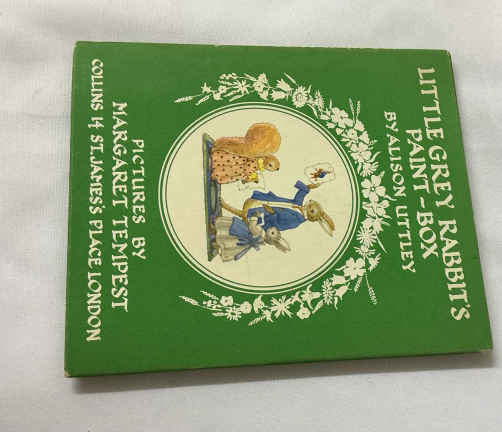 LITTLE GREY RABBIT'S
PAINT-BOX
BY ALISON UTTLEY
PICTURES BY
MARGARET TEMPEST
COLLINS 14 ST. JAMES'S PLACE LONDON